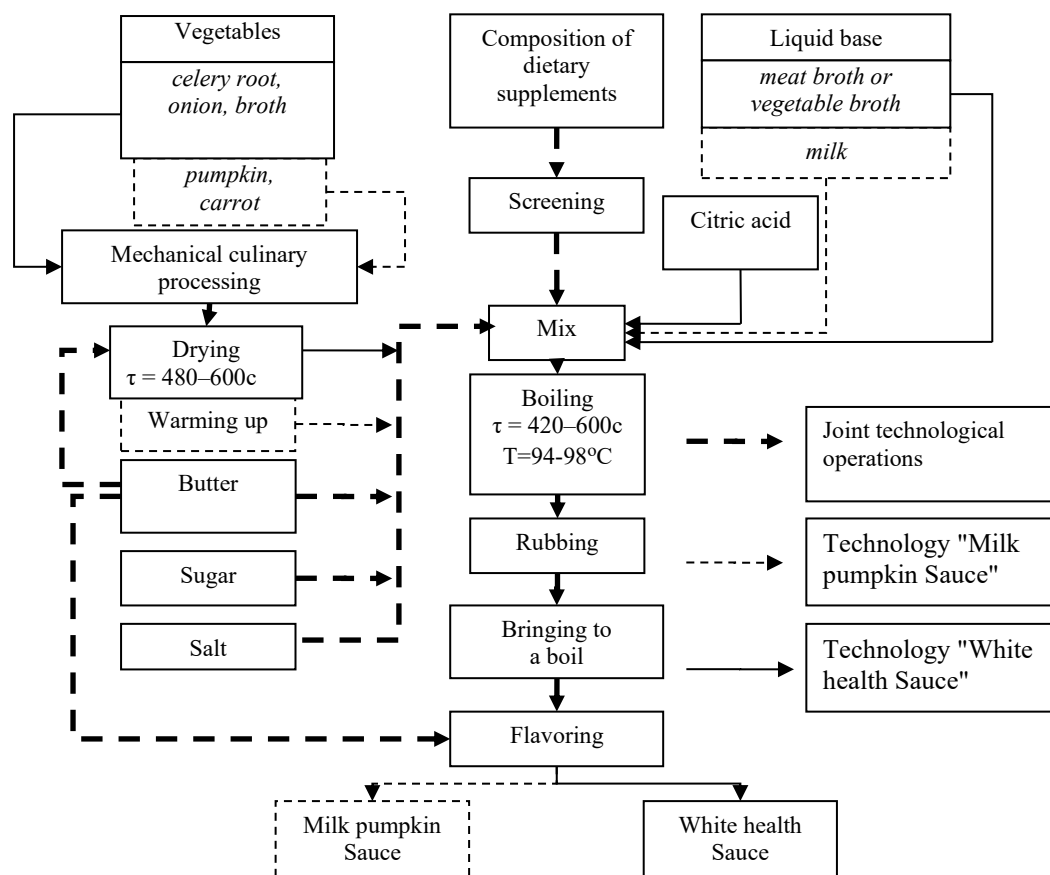 Vegetables
celery root,
onion, broth
pumpkin,
carrot
Mechanical culinary
processing
Drying
τ = 480–600c
Warming up
Butter
Sugar
Salt
Composition of
dietary
supplements
Screening
Liquid base
meat broth or
vegetable broth
milk
Citric acid
Mix
Boiling
τ = 420–600c
T=94-98°C
Rubbing
Bringing to
a boil
Flavoring
Joint technological
operations
Technology "Milk
pumpkin Sauce"
Technology "White
health Sauce"
Milk pumpkin
Sauce
White health
Sauce